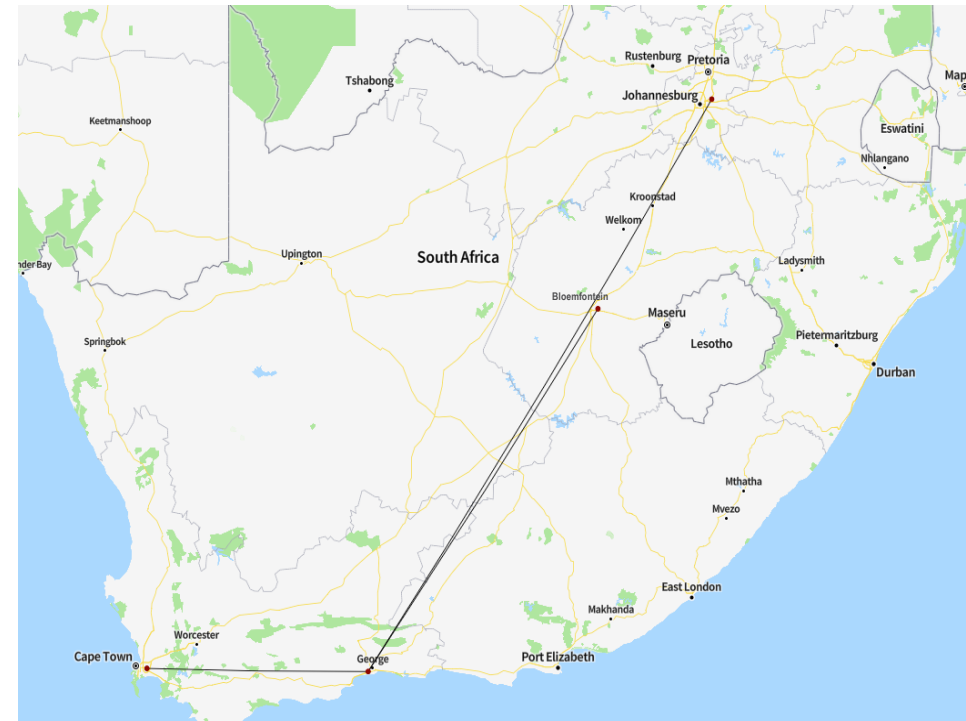 Rustenburg
Pretoria
Map
Tshabong
Johannesburg
Keetmanshoop
Eswatini
Nhlangano
Kroonstad
Welkom
Upington
South Africa
Ladysmith
nder Bay
Bloemfontein
Maseru
Springbok
Lesotho
Pietermaritzburg
Durban
Mthatha
Mvezo
East London
Makhanda
Worcester
Cape Town
George
Port Elizabeth